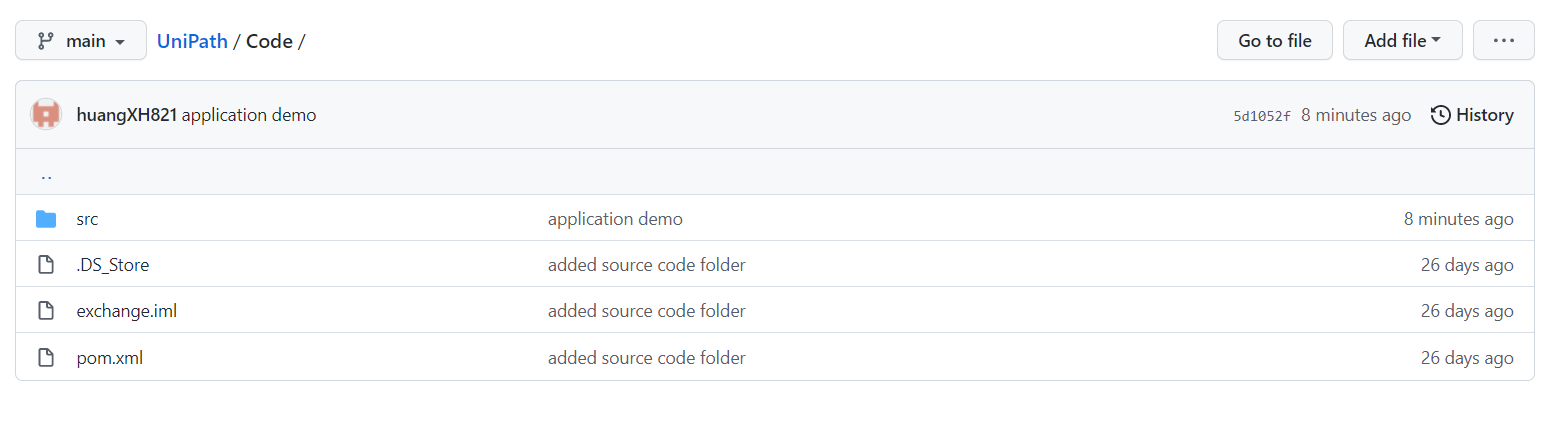 main UniPath / Code / Go to file Add file ...
huangXH821 application demo 5d1052f 8 minutes ago History
..
src application demo 8 minutes ago
.DS_Store added source code folder 26 days ago
exchange.iml added source code folder 26 days ago
pom.xml added source code folder 26 days ago